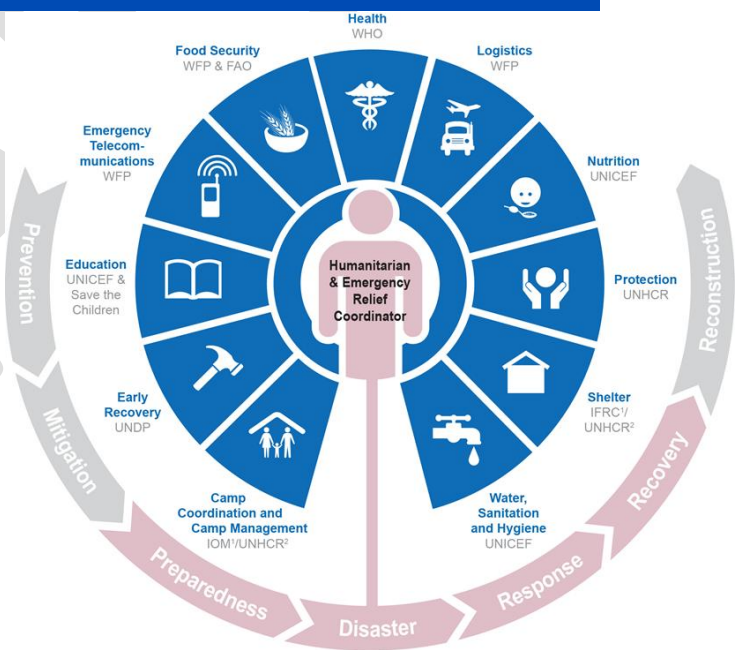 Health
WHO
Food Security
WFP & FAO
Logistics
WFP
Emergency
Telecom-
munications
WFP
Nutrition
UNICEF
Education
UNICEF &
Save the
Children
Humanitarian
& Emergency
Relief
Coordinator
Protection
UNHCR
Early
Recovery
UNDP
Shelter
IFRC¹/
UNHCR²
Camp
Coordination and
Camp Management
IOM¹/UNHCR²
Water,
Sanitation
and Hygiene
UNICEF
Prevention
Mitigation
Preparedness
Disaster
Response
Recovery
Reconstruction